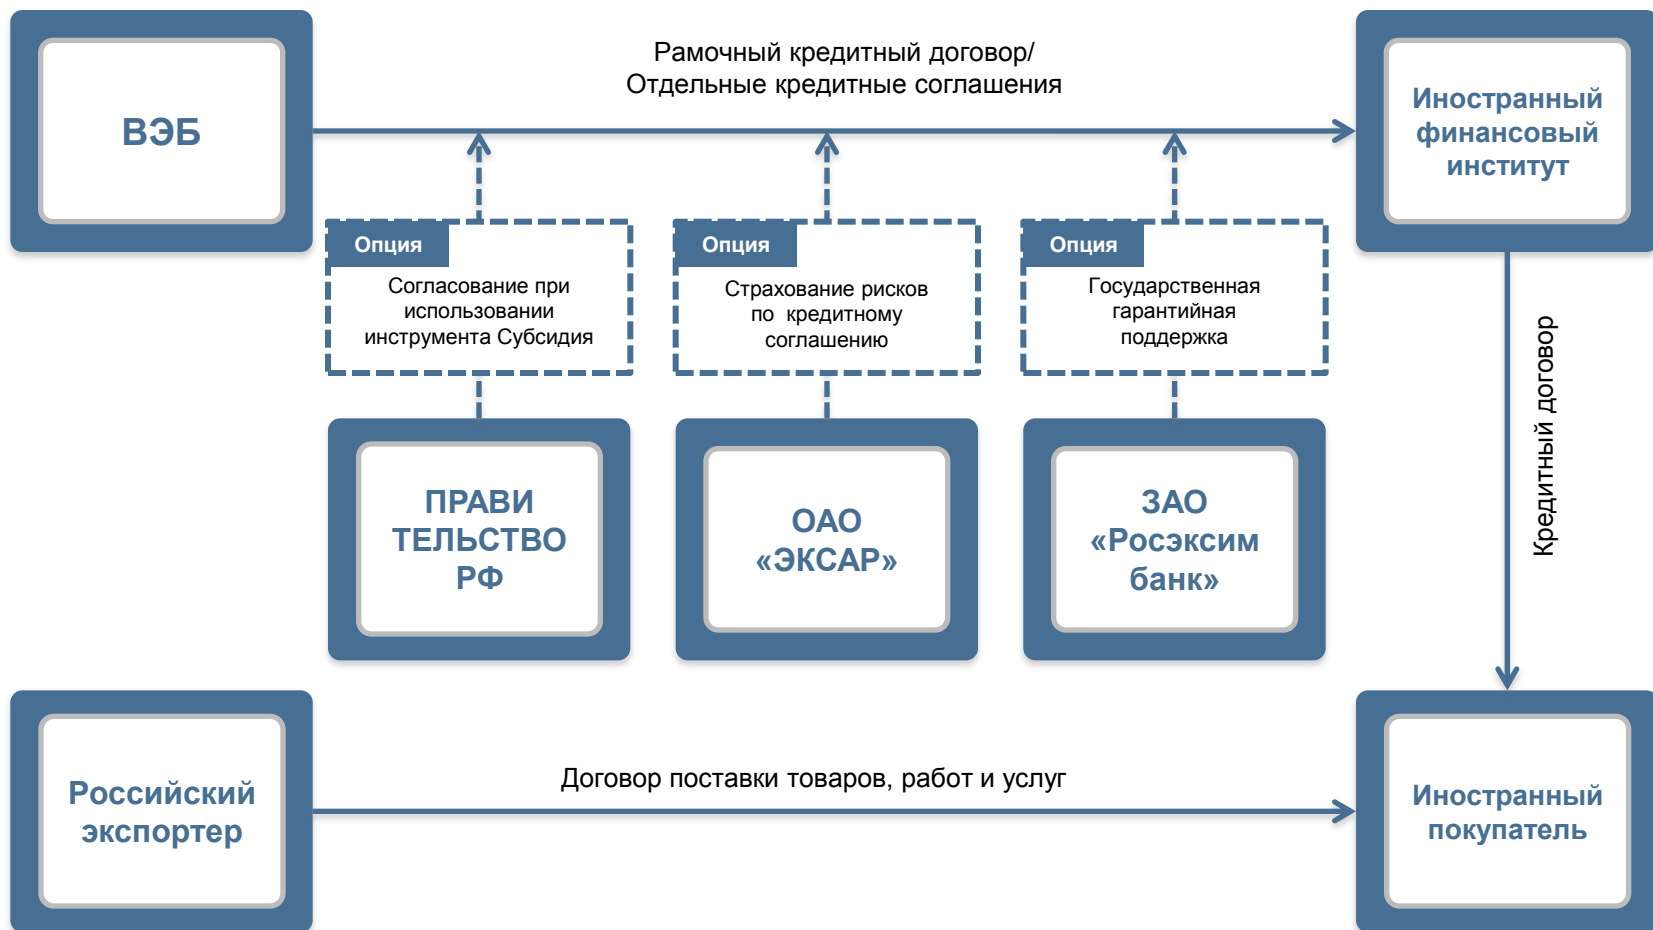 ВЭБ
Рамочный кредитный договор/
Отдельные кредитные соглашения
Иностранный
финансовый
институт
Опция
Согласование при
использовании
инструмента Субсидия
Опция
Страхование рисков
по кредитному
соглашению
Опция
Государственная
гарантийная
поддержка
Кредитный договор
ПРАВИ
ТЕЛЬСТВО
РФ
ОАО
«ЭКСАР»
ЗАО
«Росэксим
банк»
Российский
экспортер
Договор поставки товаров, работ и услуг
Иностранный
покупатель